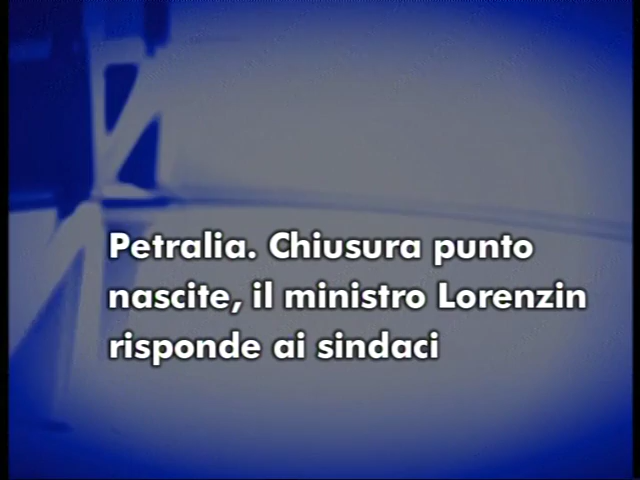 Petralia. Chiusura punto
nascite, il ministro Lorenzin
risponde ai sindaci